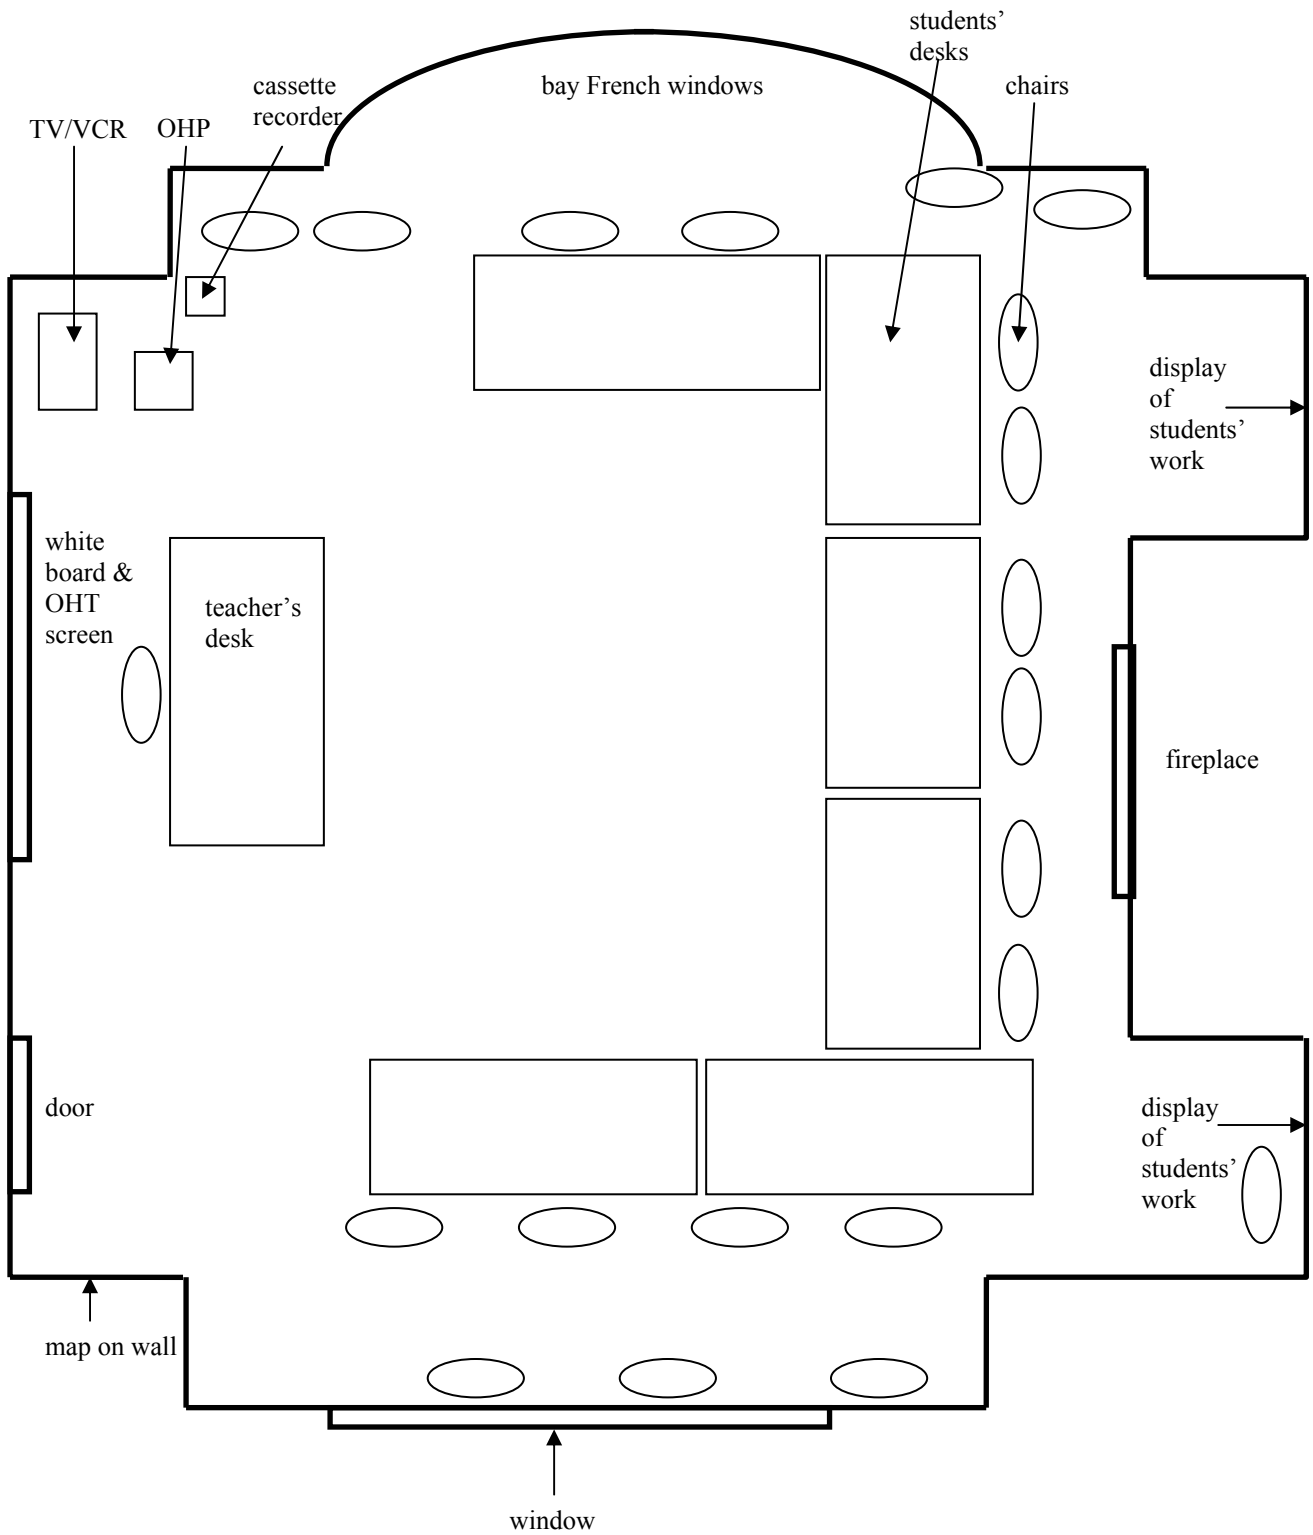 students’
desks
cassette
recorder
bay French windows
chairs
TV/VCR
OHP
display
of
students’
work
white
board &
OHT
screen
teacher’s
desk
fireplace
door
display
of
students’
work
map on wall
window